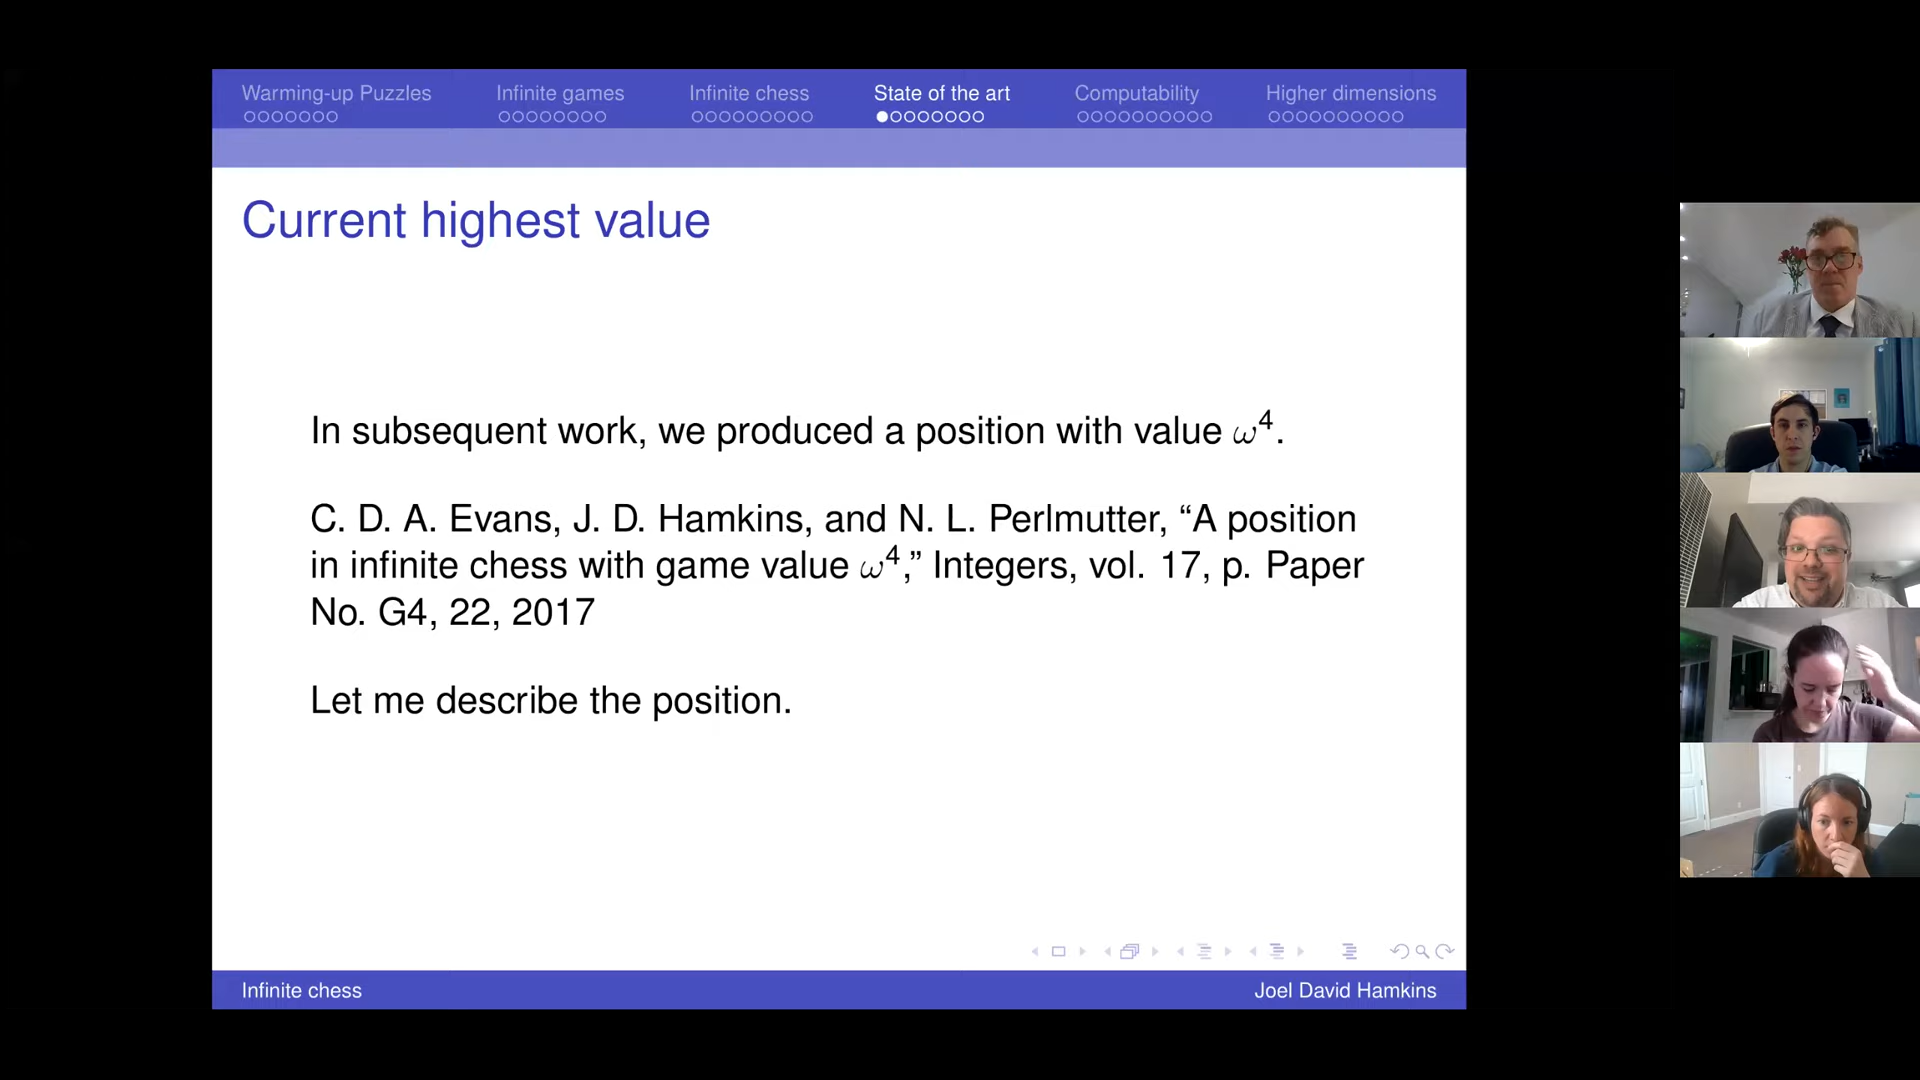 Warming-up Puzzles
Infinite games
Infinite chess
State of the art
Computability
Higher dimensions
Current highest value
In subsequent work, we produced a position with value ω⁴.
C. D. A. Evans, J. D. Hamkins, and N. L. Perlmutter, “A position
in infinite chess with game value ω⁴,” Integers, vol. 17, p. Paper
No. G4, 22, 2017
Let me describe the position.
Infinite chess
Joel David Hamkins